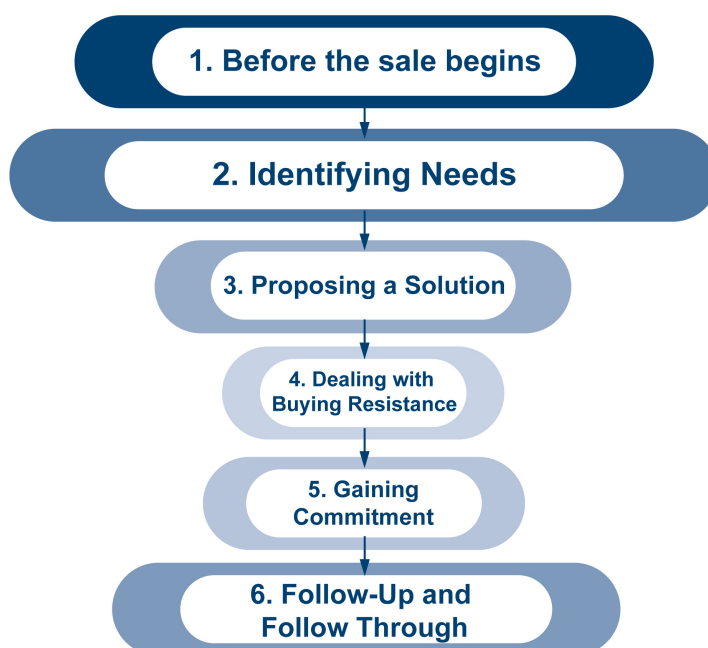 1. Before the sale begins
2. Identifying Needs
3. Proposing a Solution
4. Dealing with
Buying Resistance
5. Gaining
Commitment
6. Follow-Up and
Follow Through